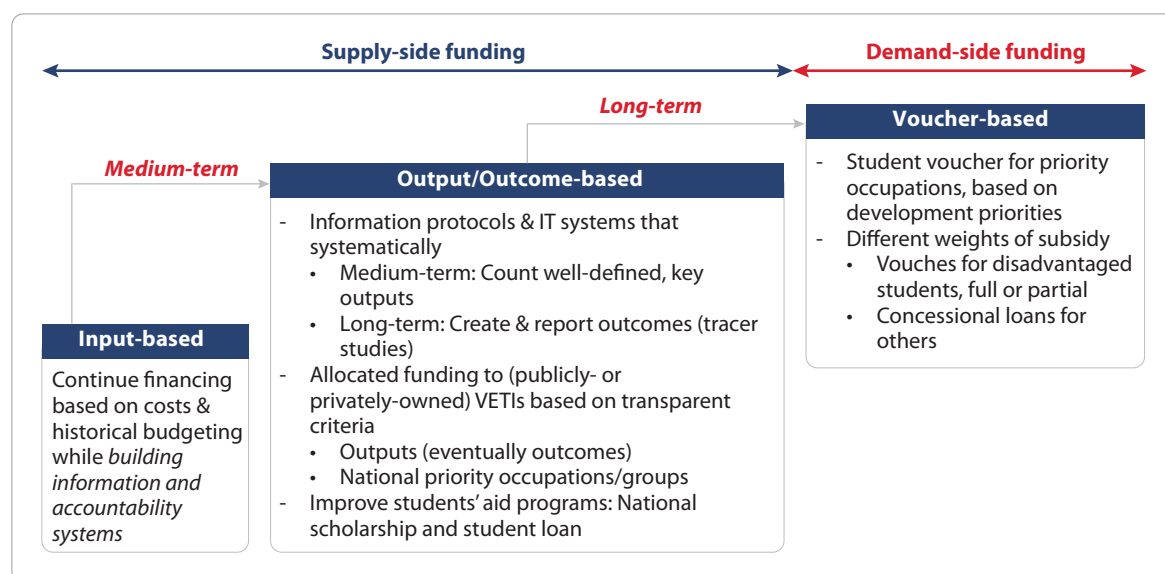 Supply-side funding
Demand-side funding
Long-term
Voucher-based
- Student voucher for priority
occupations, based on
development priorities
- Different weights of subsidy
• Vouches for disadvantaged
students, full or partial
• Concessional loans for
others
Medium-term
Output/Outcome-based
- Information protocols & IT systems that
systematically
• Medium-term: Count well-defined, key
outputs
• Long-term: Create & report outcomes (tracer
studies)
- Allocated funding to (publicly- or
privately-owned) VETIs based on transparent
criteria
• Outputs (eventually outcomes)
• National priority occupations/groups
- Improve students’ aid programs: National
scholarship and student loan
Input-based
Continue financing
based on costs &
historical budgeting
while building
information and
accountability
systems